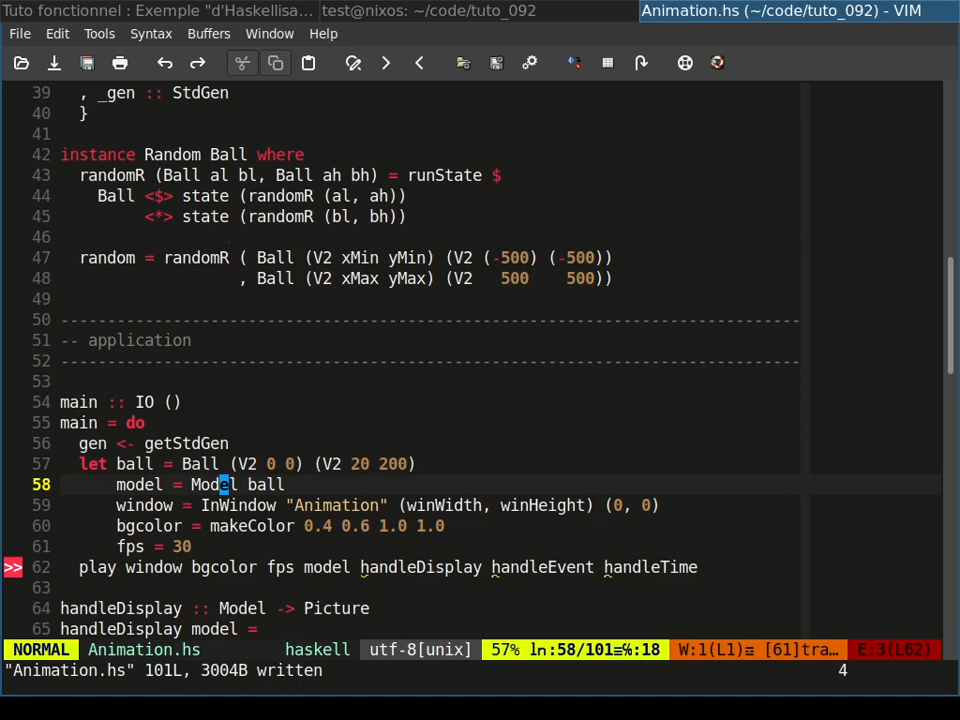 Tuto fonctionnel : Exemple "d'Haskellisa... test@nixos: ~/code/tuto_092 Animation.hs (~/code/tuto_092) - VIM
File Edit Tools Syntax Buffers Window Help
39 , _gen :: StdGen
40 }
41
42 instance Random Ball where
43 randomR (Ball al bl, Ball ah bh) = runState $
44 Ball <$> state (randomR (al, ah))
45 <*> state (randomR (bl, bh))
46
47 random = randomR ( Ball (V2 xMin yMin) (V2 (-500) (-500))
48 , Ball (V2 xMax yMax) (V2 500 500))
49
50 -------------------------------------------------------------------------------
51 -- application
52 -------------------------------------------------------------------------------
53
54 main :: IO ()
55 main = do
56 gen <- getStdGen
57 let ball = Ball (V2 0 0) (V2 20 200)
58 model = Model ball
59 window = InWindow "Animation" (winWidth, winHeight) (0, 0)
60 bgcolor = makeColor 0.4 0.6 1.0 1.0
61 fps = 30
>> 62 play window bgcolor fps model handleDisplay handleEvent handleTime
63
64 handleDisplay :: Model -> Picture
65 handleDisplay model =
NORMAL Animation.hs haskell utf-8[unix] 57% ln:58/101≡℅:18 W:1(L1)≡ [61]tra... E:3(L62)
"Animation.hs" 101L, 3004B written 4